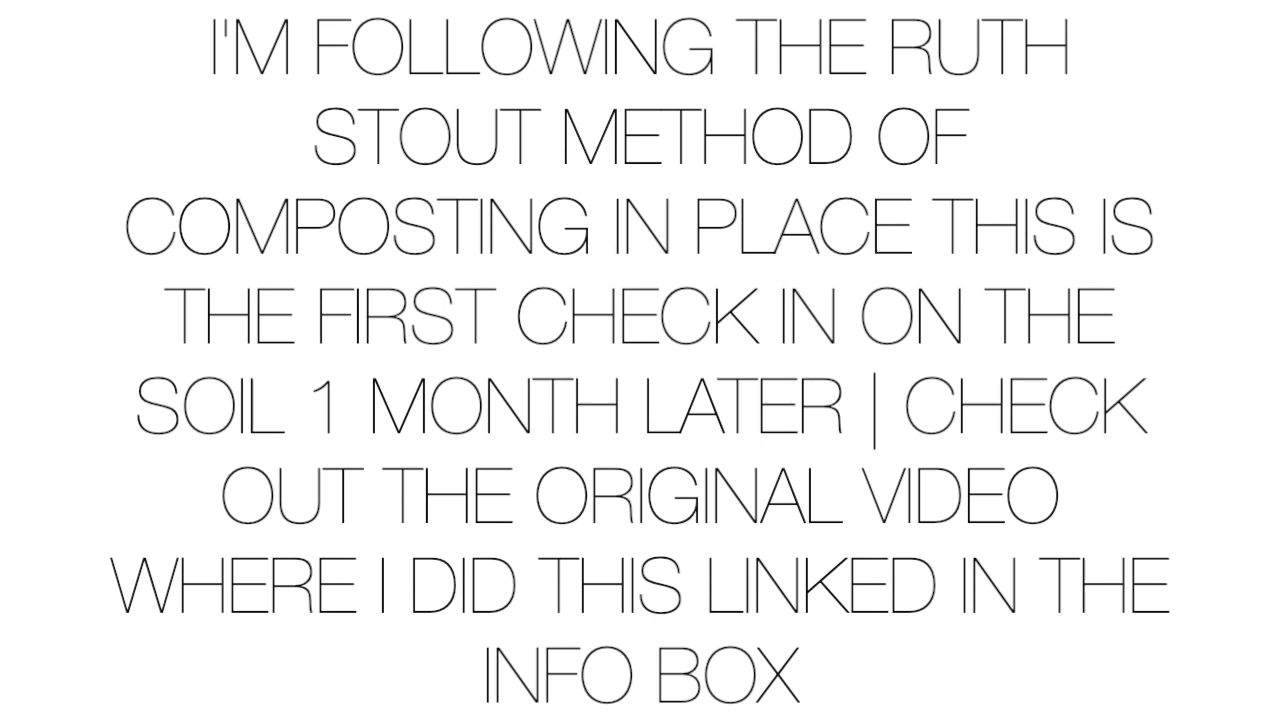 I'M FOLLOWING THE RUTH
STOUT METHOD OF
COMPOSTING IN PLACE THIS IS
THE FIRST CHECK IN ON THE
SOIL 1 MONTH LATER | CHECK
OUT THE ORIGINAL VIDEO
WHERE I DID THIS LINKED IN THE
INFO BOX